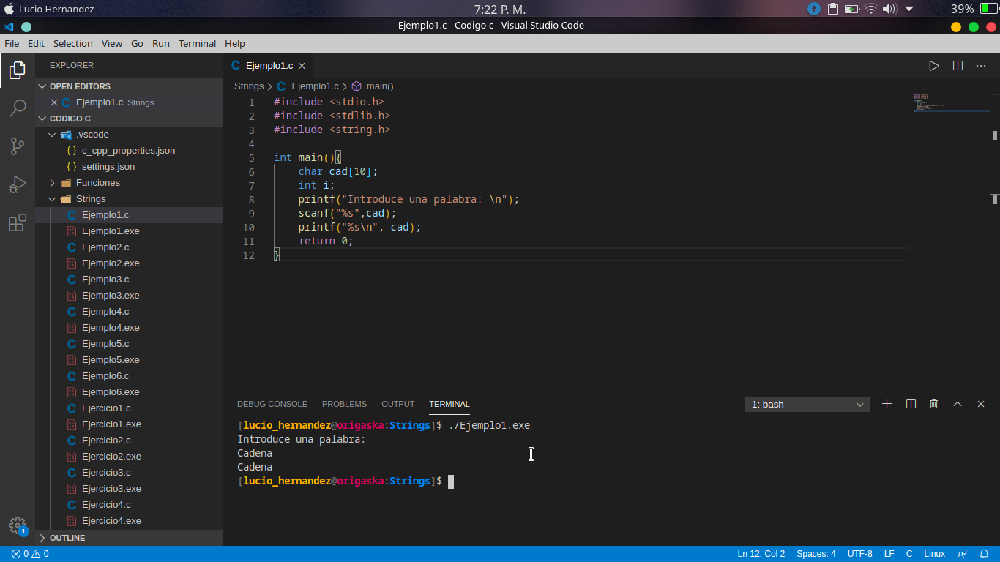 Lucio Hernandez 7:22 P. M. 39%
Ejemplo1.c - Codigo c - Visual Studio Code
File Edit Selection View Go Run Terminal Help
EXPLORER
OPEN EDITORS
Ejemplo1.c Strings
CODIGO C
.vscode
{ } c_cpp_properties.json
{ } settings.json
Funciones
Strings
C Ejemplo1.c
Ejemplo1.exe
C Ejemplo2.c
Ejemplo2.exe
C Ejemplo3.c
Ejemplo3.exe
C Ejemplo4.c
Ejemplo4.exe
C Ejemplo5.c
Ejemplo5.exe
C Ejemplo6.c
Ejemplo6.exe
C Ejercicio1.c
Ejercicio1.exe
C Ejercicio2.c
Ejercicio2.exe
C Ejercicio3.c
Ejercicio3.exe
C Ejercicio4.c
Ejercicio4.exe
OUTLINE
C Ejemplo1.c
Strings > C Ejemplo1.c > main()
1 #include <stdio.h>
2 #include <stdlib.h>
3 #include <string.h>
4
5 int main(){
6 char cad[10];
7 int i;
8 printf("Introduce una palabra: \n");
9 scanf("%s",cad);
10 printf("%s\n", cad);
11 return 0;
12 }
DEBUG CONSOLE PROBLEMS OUTPUT TERMINAL 1: bash
[lucio_hernandez@origaska:Strings]$ ./Ejemplo1.exe
Introduce una palabra:
Cadena
Cadena
[lucio_hernandez@origaska:Strings]$
1
0 0 Ln 12, Col 2 Spaces: 4 UTF-8 LF C Linux